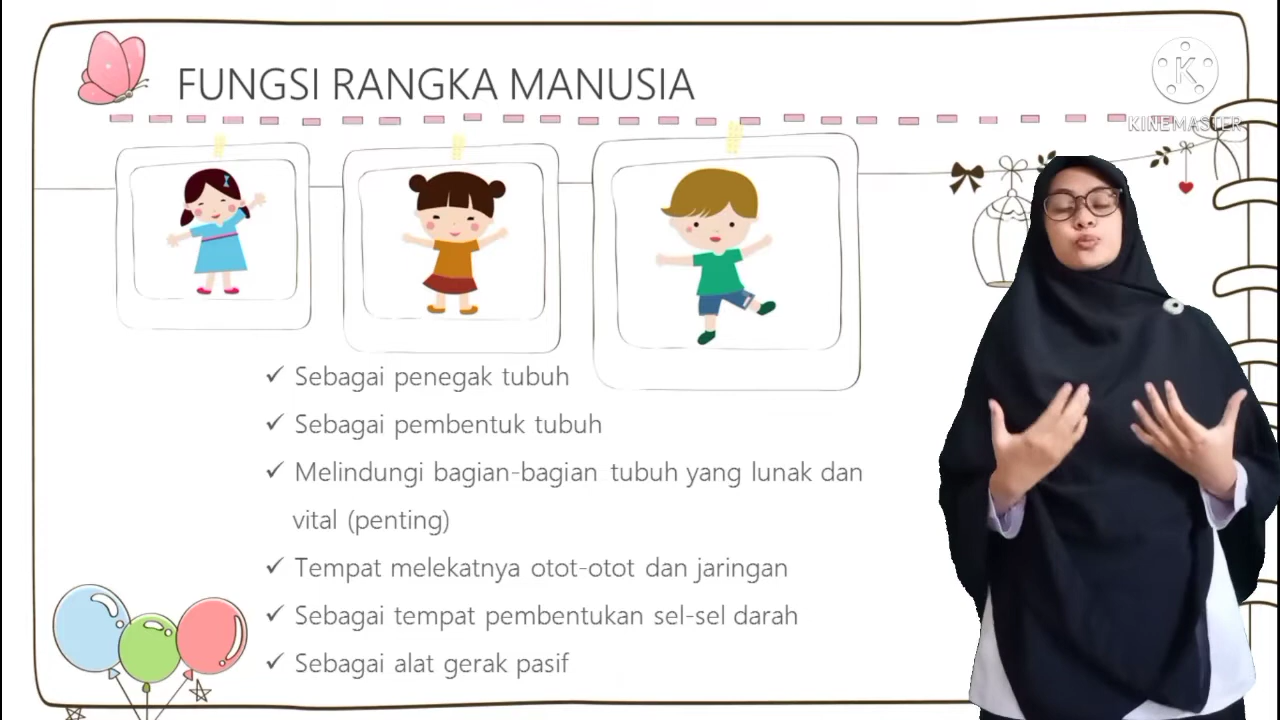 FUNGSI RANGKA MANUSIA
K
KINEMASTER
✓ Sebagai penegak tubuh
✓ Sebagai pembentuk tubuh
✓ Melindungi bagian-bagian tubuh yang lunak dan
vital (penting)
✓ Tempat melekatnya otot-otot dan jaringan
✓ Sebagai tempat pembentukan sel-sel darah
✓ Sebagai alat gerak pasif